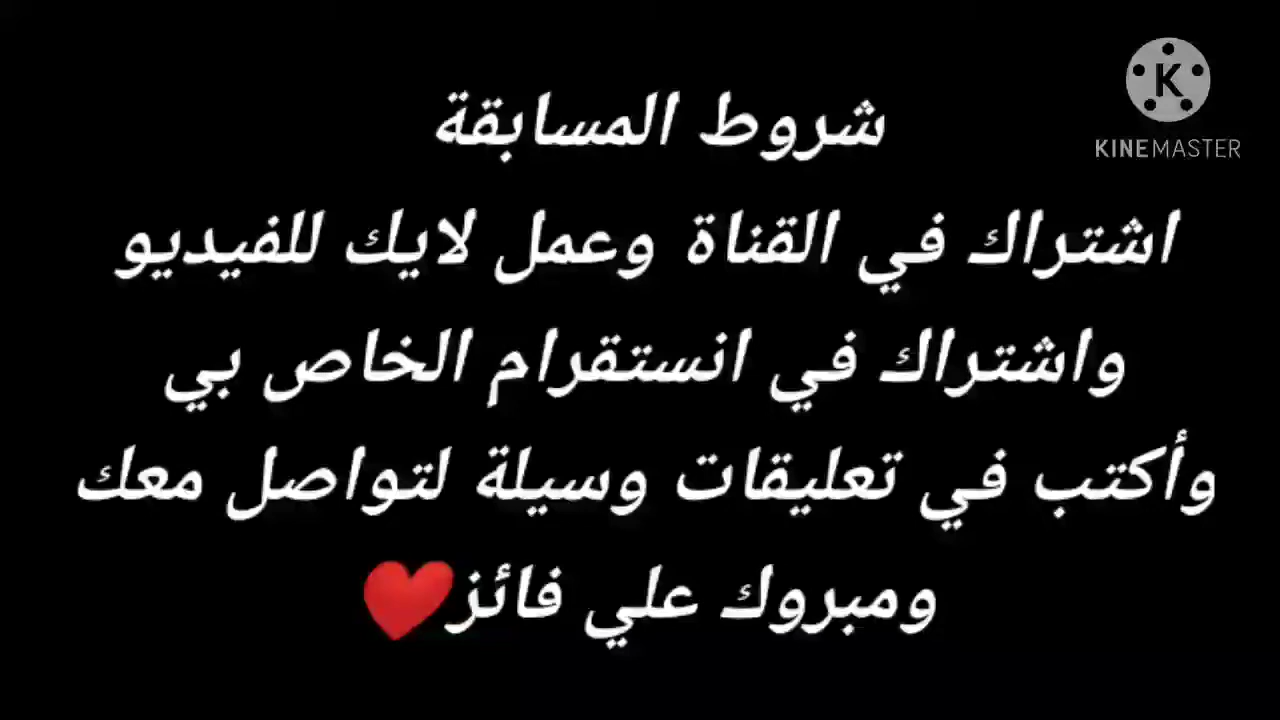 شروط المسابقة
اشتراك في القناة وعمل لايك للفيديو
واشتراك في انستقرام الخاص بي
وأكتب في تعليقات وسيلة لتواصل معك
ومبروك علي فائز❤️
K
KINEMASTER